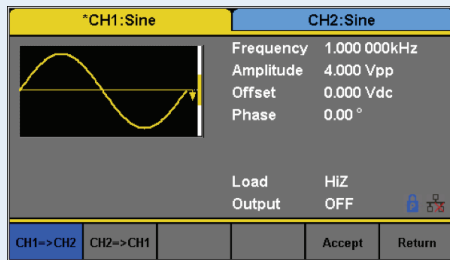 *CH1:Sine
CH2:Sine
Frequency 1.000 000kHz
Amplitude 4.000 Vpp
Offset 0.000 Vdc
Phase 0.00 °
Load HiZ
Output OFF
CH1=>CH2 CH2=>CH1 Accept Return